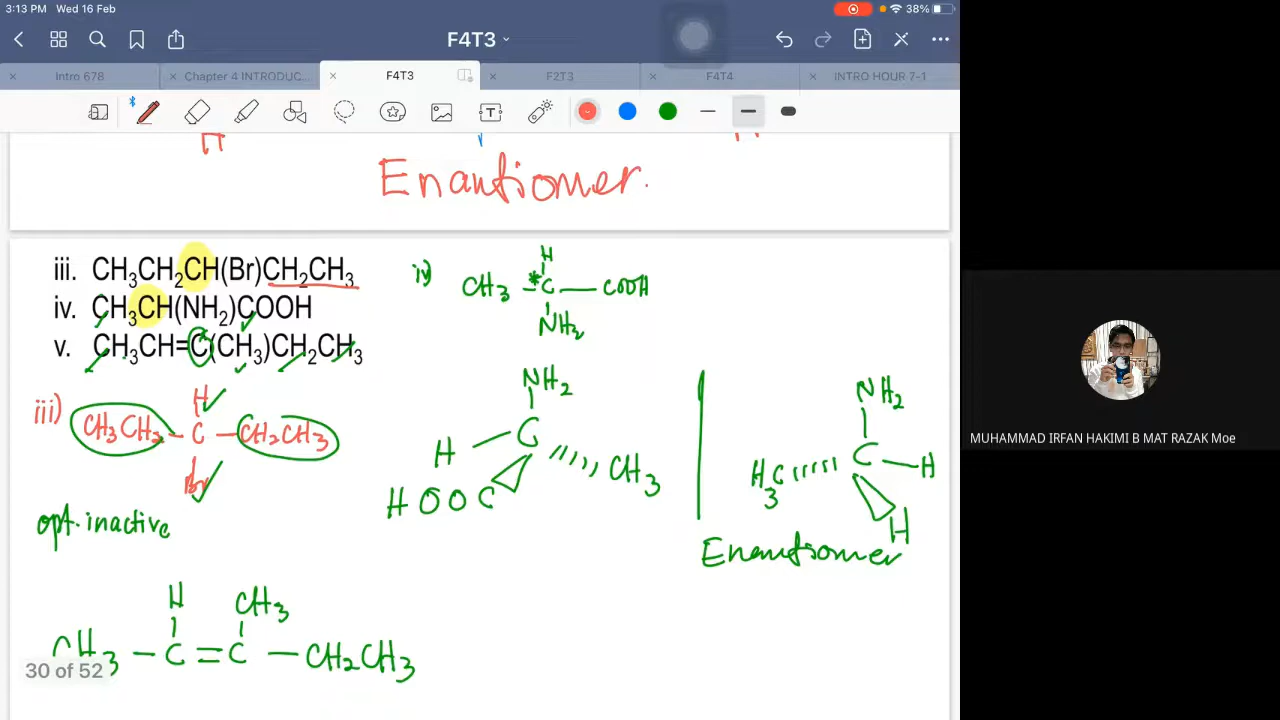 3:13 PM Wed 16 Feb
38%
F4T3
Intro 678
Chapter 4 INTRODUC...
F4T3
F2T3
F4T4
INTRO HOUR 7-1
T
H
H
Enantiomer.
iii. CH₃CH₂CH(Br)CH₂CH₃
iv. CH₃CH(NH₂)COOH
v. CH₃CH=C(CH₃)CH₂CH₃
iv)
H
CH₃ - *C — COOH
NH₂
iii)
H
CH₃CH₂ - C - CH₂CH₃
Br
opt. inactive
NH₂
C
H
CH₃
HOOC
NH₂
H₃C
C
H
H
Enantiomer
H
CH₃
CH₃ - C = C - CH₂CH₃
30 of 52
MUHAMMAD IRFAN HAKIMI B MAT RAZAK Moe